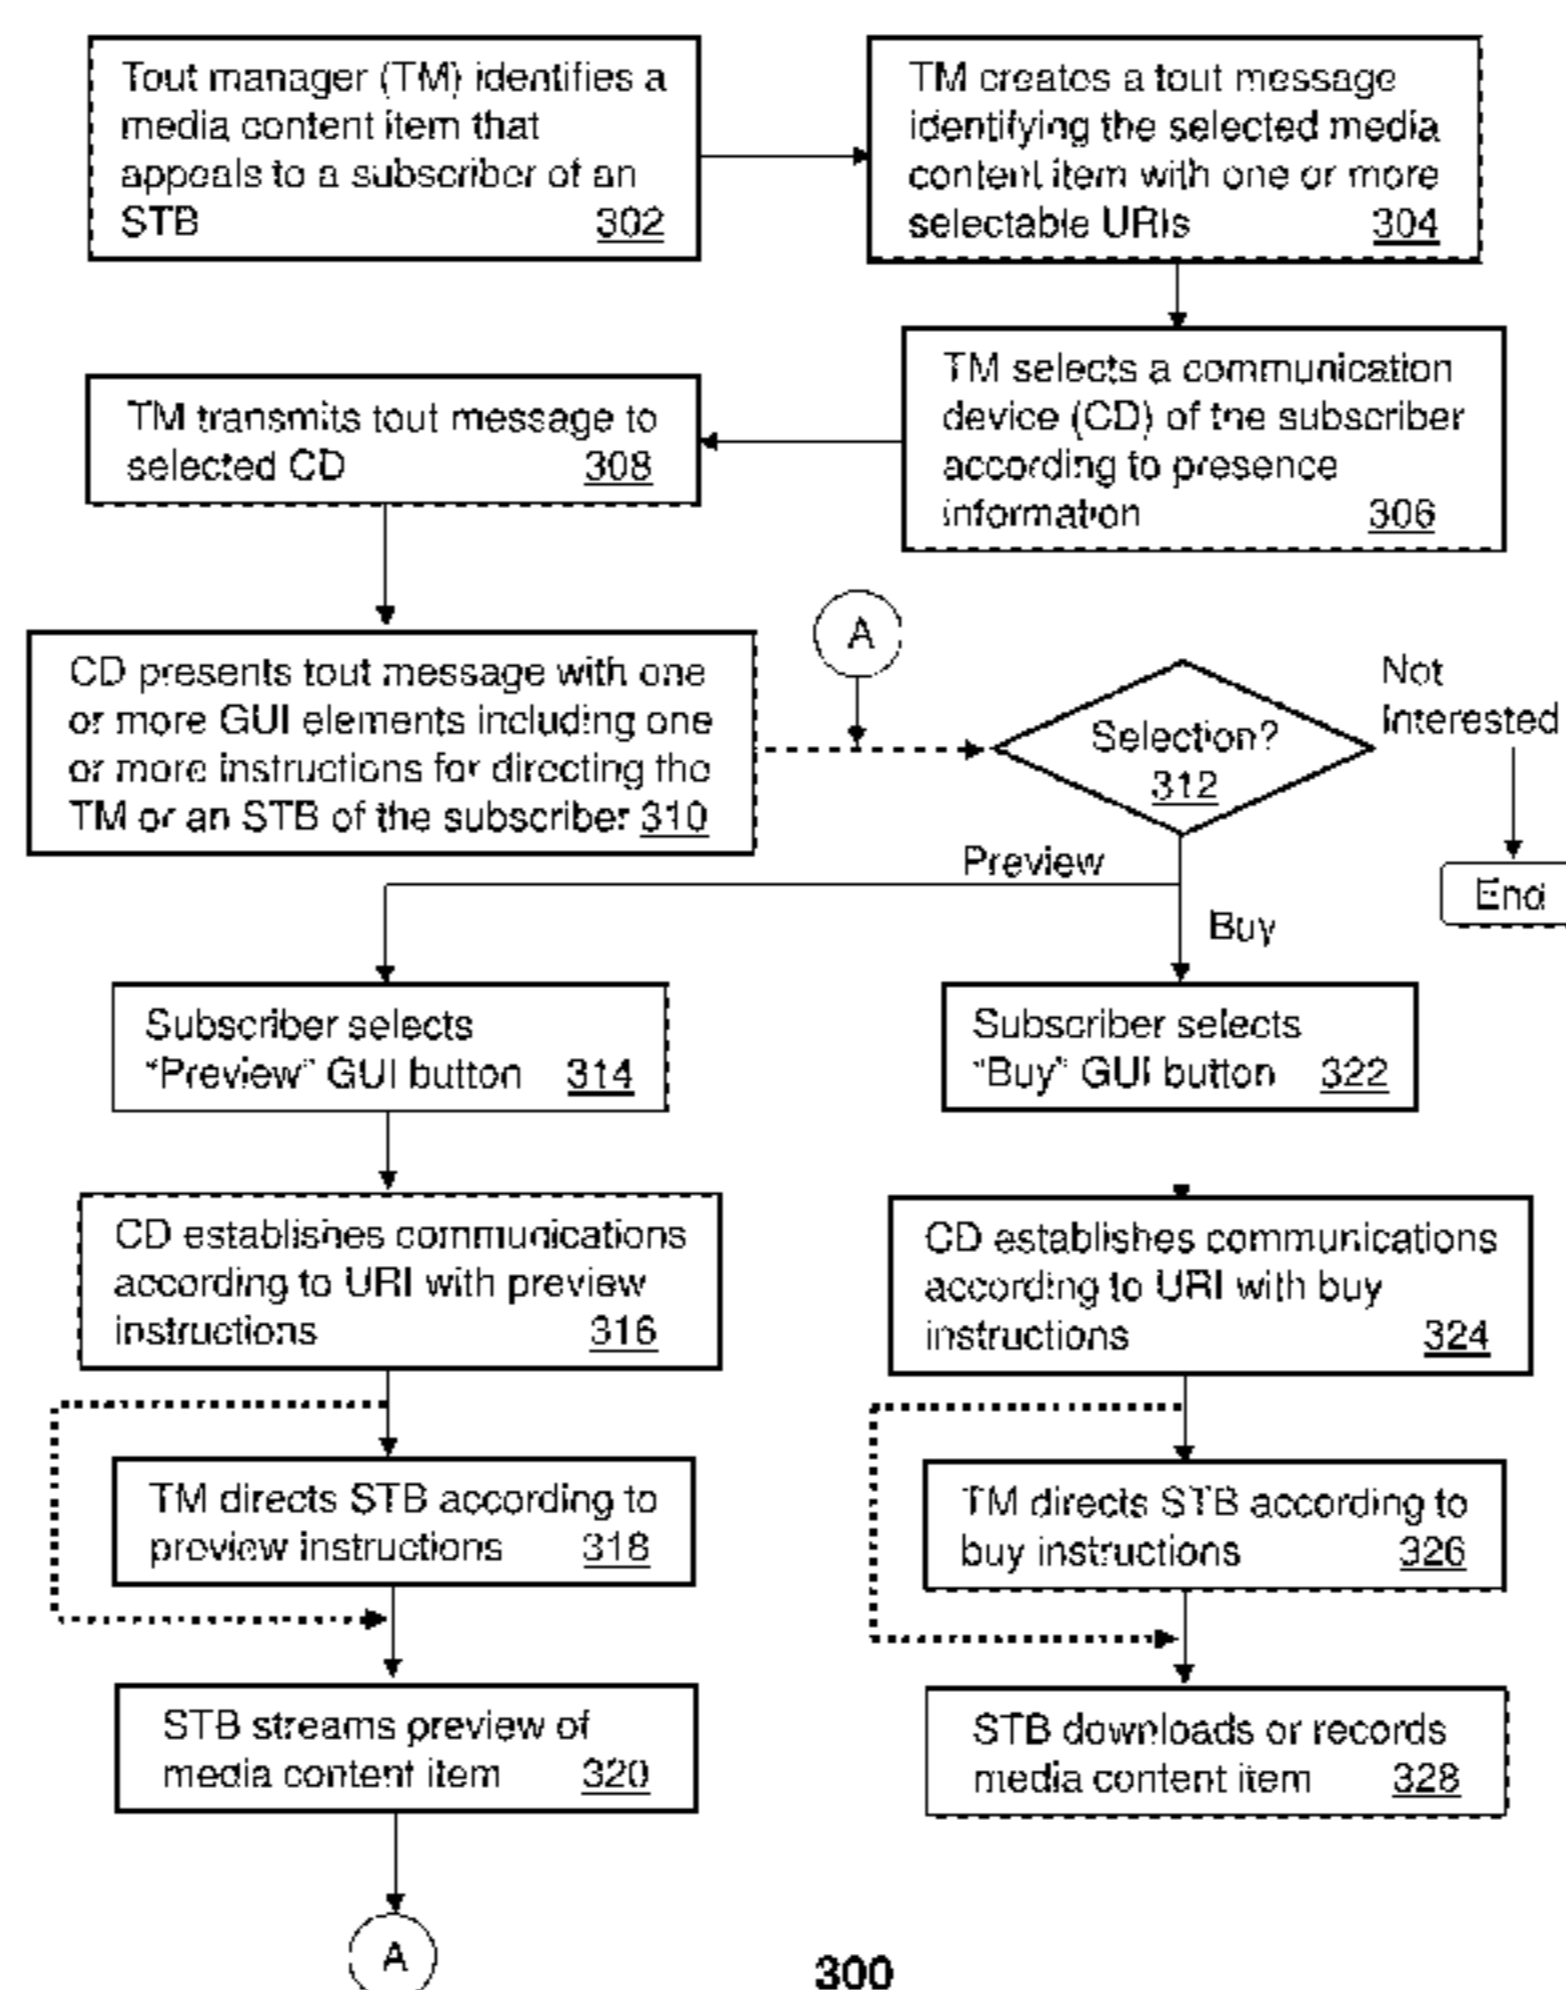 Tout manager (TM) identifies a
media content item that
appeals to a subscriber of an
STB 302
TM creates a tout message
identifying the selected media
content item with one or more
selectable URIs 304
TM selects a communication
device (CD) of the subscriber
according to presence
information 306
TM transmits tout message to
selected CD 308
CD presents tout message with one
or more GUI elements including one
or more instructions for directing the
TM or an STB of the subscriber 310
A
Selection?
312
Not
Interested
End
Preview
Buy
Subscriber selects
"Preview" GUI button 314
Subscriber selects
"Buy" GUI button 322
CD establishes communications
according to URI with preview
instructions 316
CD establishes communications
according to URI with buy
instructions 324
TM directs STB according to
preview instructions 318
TM directs STB according to
buy instructions 326
STB streams preview of
media content item 320
STB downloads or records
media content item 328
A
300